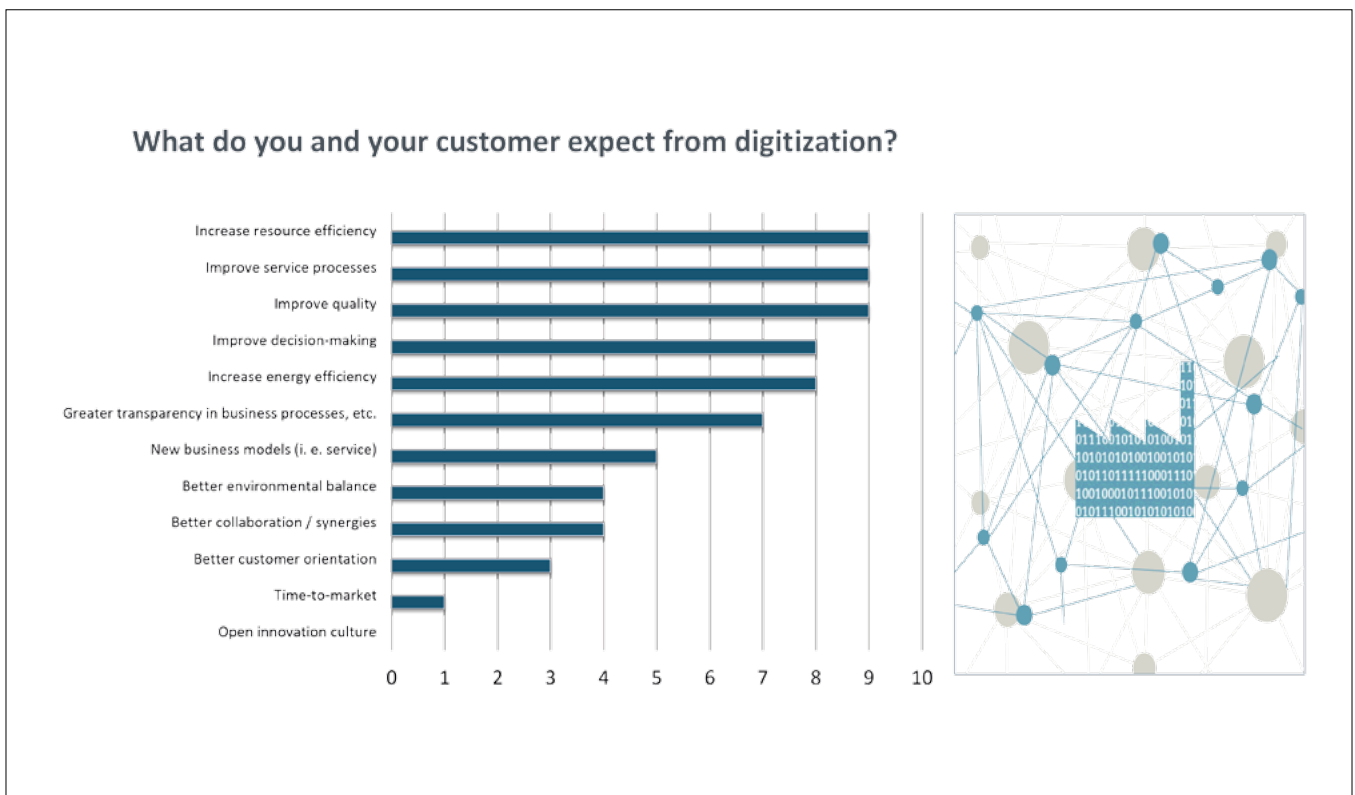 What do you and your customer expect from digitization?
Increase resource efficiency
Improve service processes
Improve quality
Improve decision-making
Increase energy efficiency
Greater transparency in business processes, etc.
New business models (i. e. service)
Better environmental balance
Better collaboration / synergies
Better customer orientation
Time-to-market
Open innovation culture
0 1 2 3 4 5 6 7 8 9 10
1010101010010010101